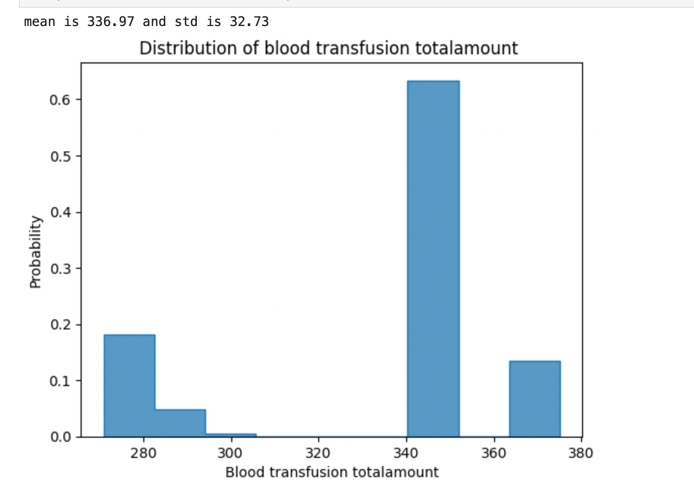 mean is 336.97 and std is 32.73
Distribution of blood transfusion totalamount
0.6
0.5
0.4
0.3
0.2
0.1
0.0
Probability
280 300 320 340 360 380
Blood transfusion totalamount